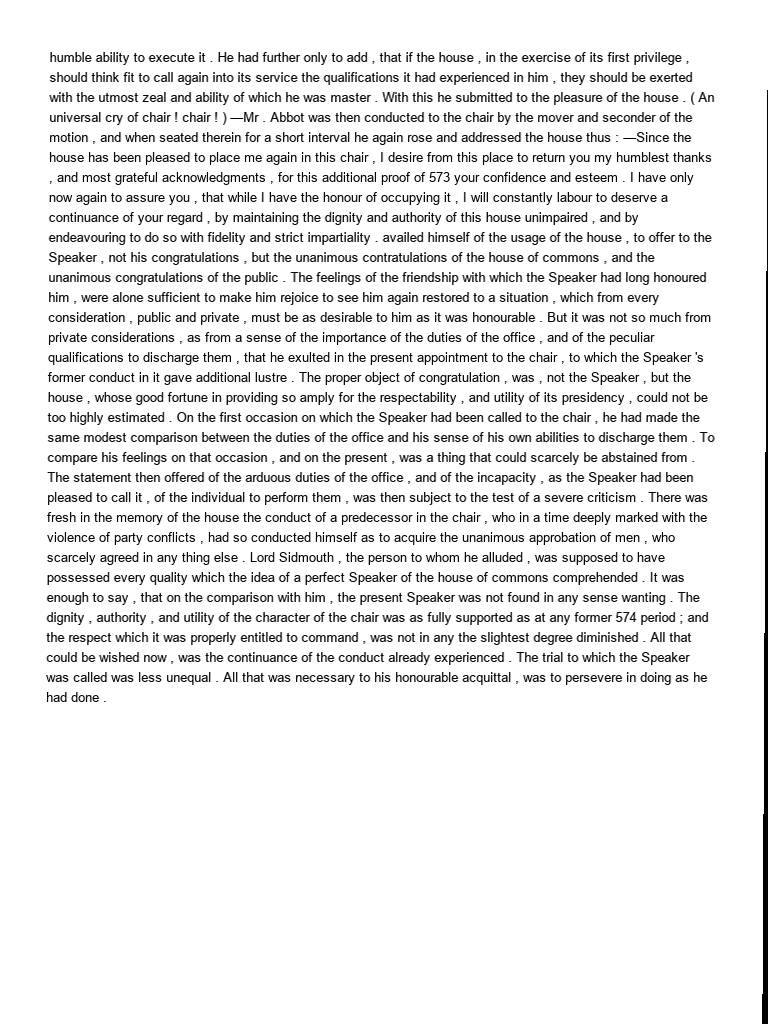 humble ability to execute it . He had further only to add , that if the house , in the exercise of its first privilege ,
should think fit to call again into its service the qualifications it had experienced in him , they should be exerted
with the utmost zeal and ability of which he was master . With this he submitted to the pleasure of the house . ( An
universal cry of chair ! chair ! ) —Mr . Abbot was then conducted to the chair by the mover and seconder of the
motion , and when seated therein for a short interval he again rose and addressed the house thus : —Since the
house has been pleased to place me again in this chair , I desire from this place to return you my humblest thanks
, and most grateful acknowledgments , for this additional proof of 573 your confidence and esteem . I have only
now again to assure you , that while I have the honour of occupying it , I will constantly labour to deserve a
continuance of your regard , by maintaining the dignity and authority of this house unimpaired , and by
endeavouring to do so with fidelity and strict impartiality . availed himself of the usage of the house , to offer to the
Speaker , not his congratulations , but the unanimous contratulations of the house of commons , and the
unanimous congratulations of the public . The feelings of the friendship with which the Speaker had long honoured
him , were alone sufficient to make him rejoice to see him again restored to a situation , which from every
consideration , public and private , must be as desirable to him as it was honourable . But it was not so much from
private considerations , as from a sense of the importance of the duties of the office , and of the peculiar
qualifications to discharge them , that he exulted in the present appointment to the chair , to which the Speaker 's
former conduct in it gave additional lustre . The proper object of congratulation , was , not the Speaker , but the
house , whose good fortune in providing so amply for the respectability , and utility of its presidency , could not be
too highly estimated . On the first occasion on which the Speaker had been called to the chair , he had made the
same modest comparison between the duties of the office and his sense of his own abilities to discharge them . To
compare his feelings on that occasion , and on the present , was a thing that could scarcely be abstained from .
The statement then offered of the arduous duties of the office , and of the incapacity , as the Speaker had been
pleased to call it , of the individual to perform them , was then subject to the test of a severe criticism . There was
fresh in the memory of the house the conduct of a predecessor in the chair , who in a time deeply marked with the
violence of party conflicts , had so conducted himself as to acquire the unanimous approbation of men , who
scarcely agreed in any thing else . Lord Sidmouth , the person to whom he alluded , was supposed to have
possessed every quality which the idea of a perfect Speaker of the house of commons comprehended . It was
enough to say , that on the comparison with him , the present Speaker was not found in any sense wanting . The
dignity , authority , and utility of the character of the chair was as fully supported as at any former 574 period ; and
the respect which it was properly entitled to command , was not in any the slightest degree diminished . All that
could be wished now , was the continuance of the conduct already experienced . The trial to which the Speaker
was called was less unequal . All that was necessary to his honourable acquittal , was to persevere in doing as he
had done .